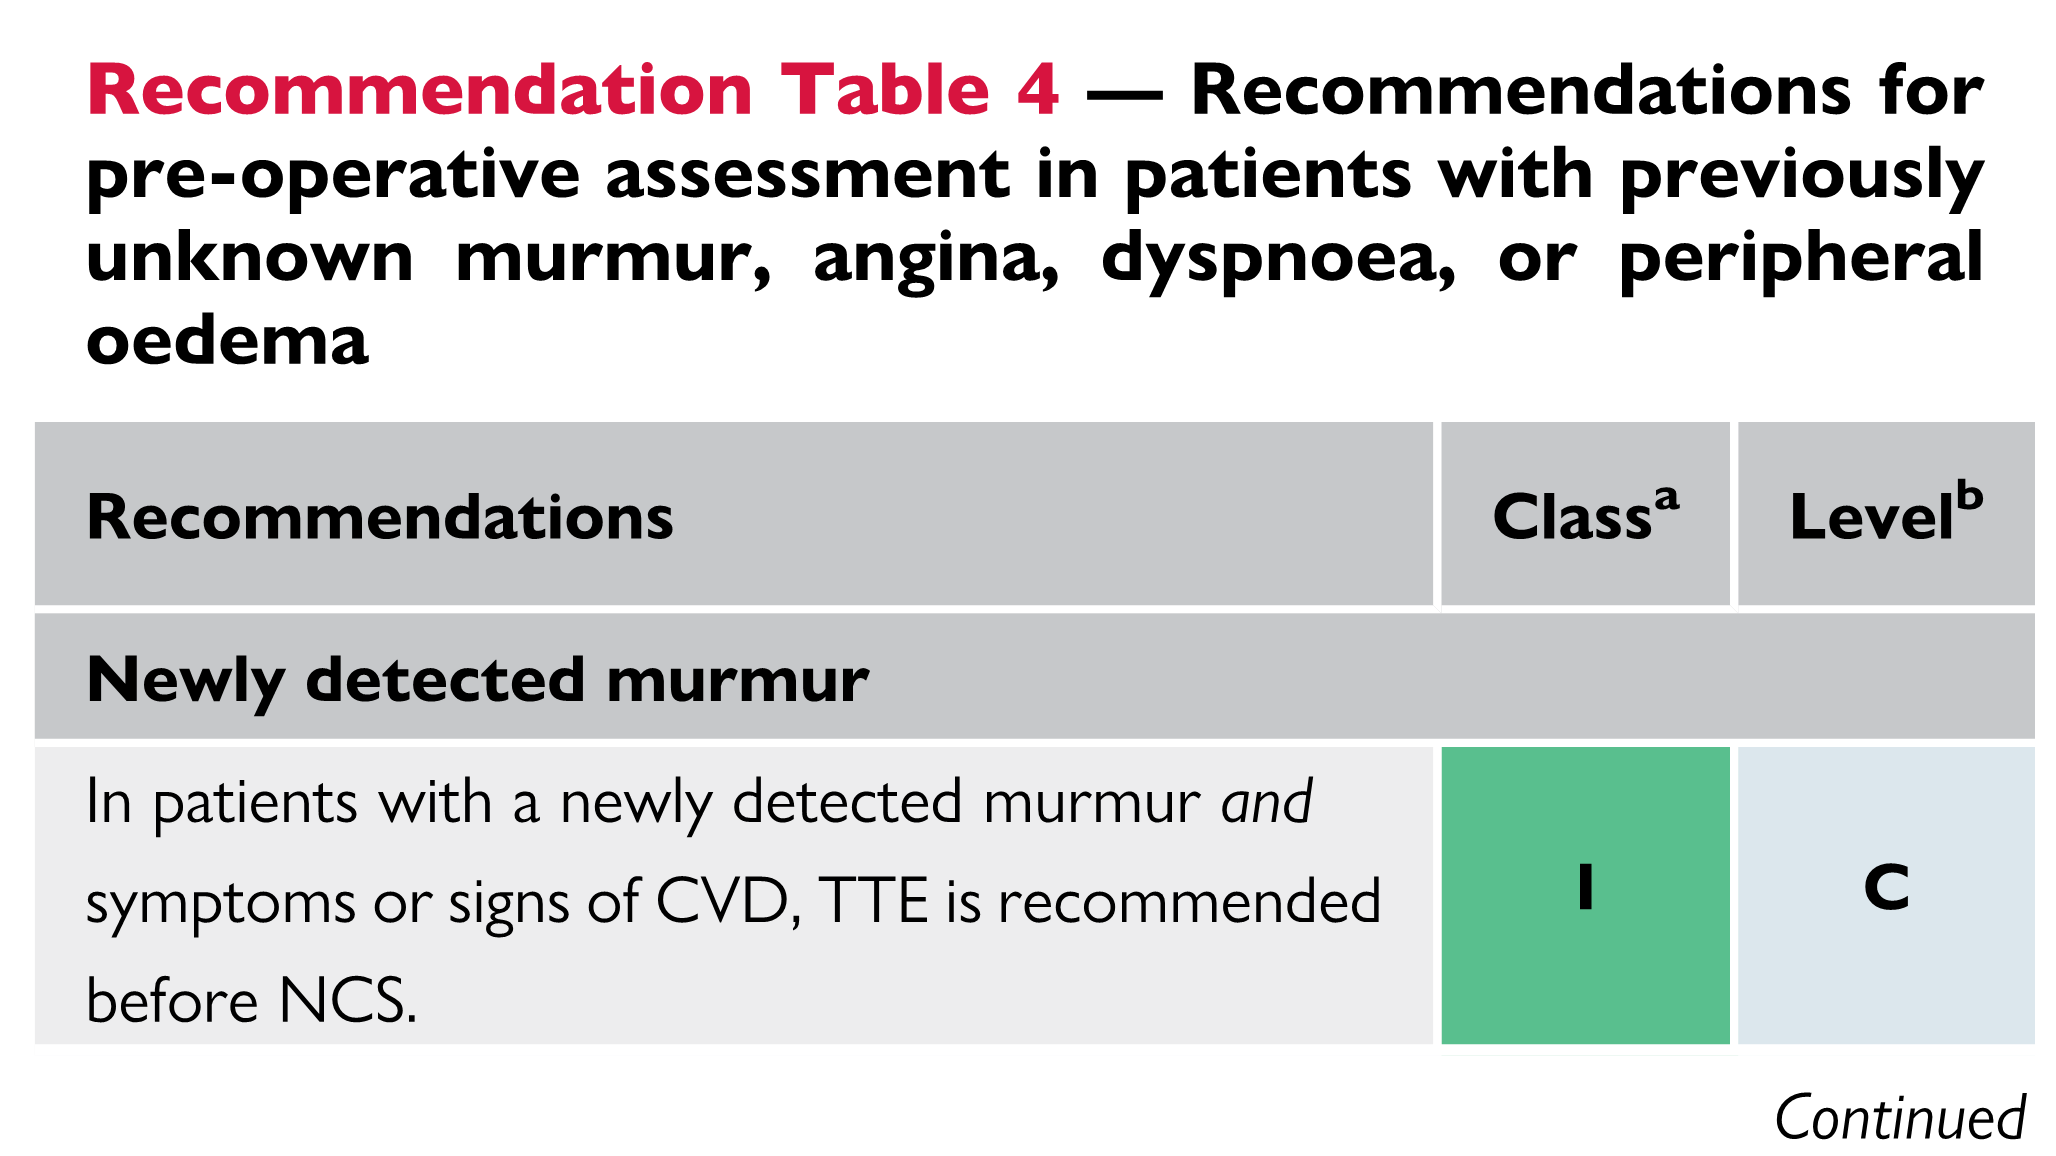 Recommendation Table 4 — Recommendations for
pre-operative assessment in patients with previously
unknown murmur, angina, dyspnoea, or peripheral
oedema
Recommendations Classᵃ Levelᵇ
Newly detected murmur
In patients with a newly detected murmur and
symptoms or signs of CVD, TTE is recommended
before NCS.
I C
Continued